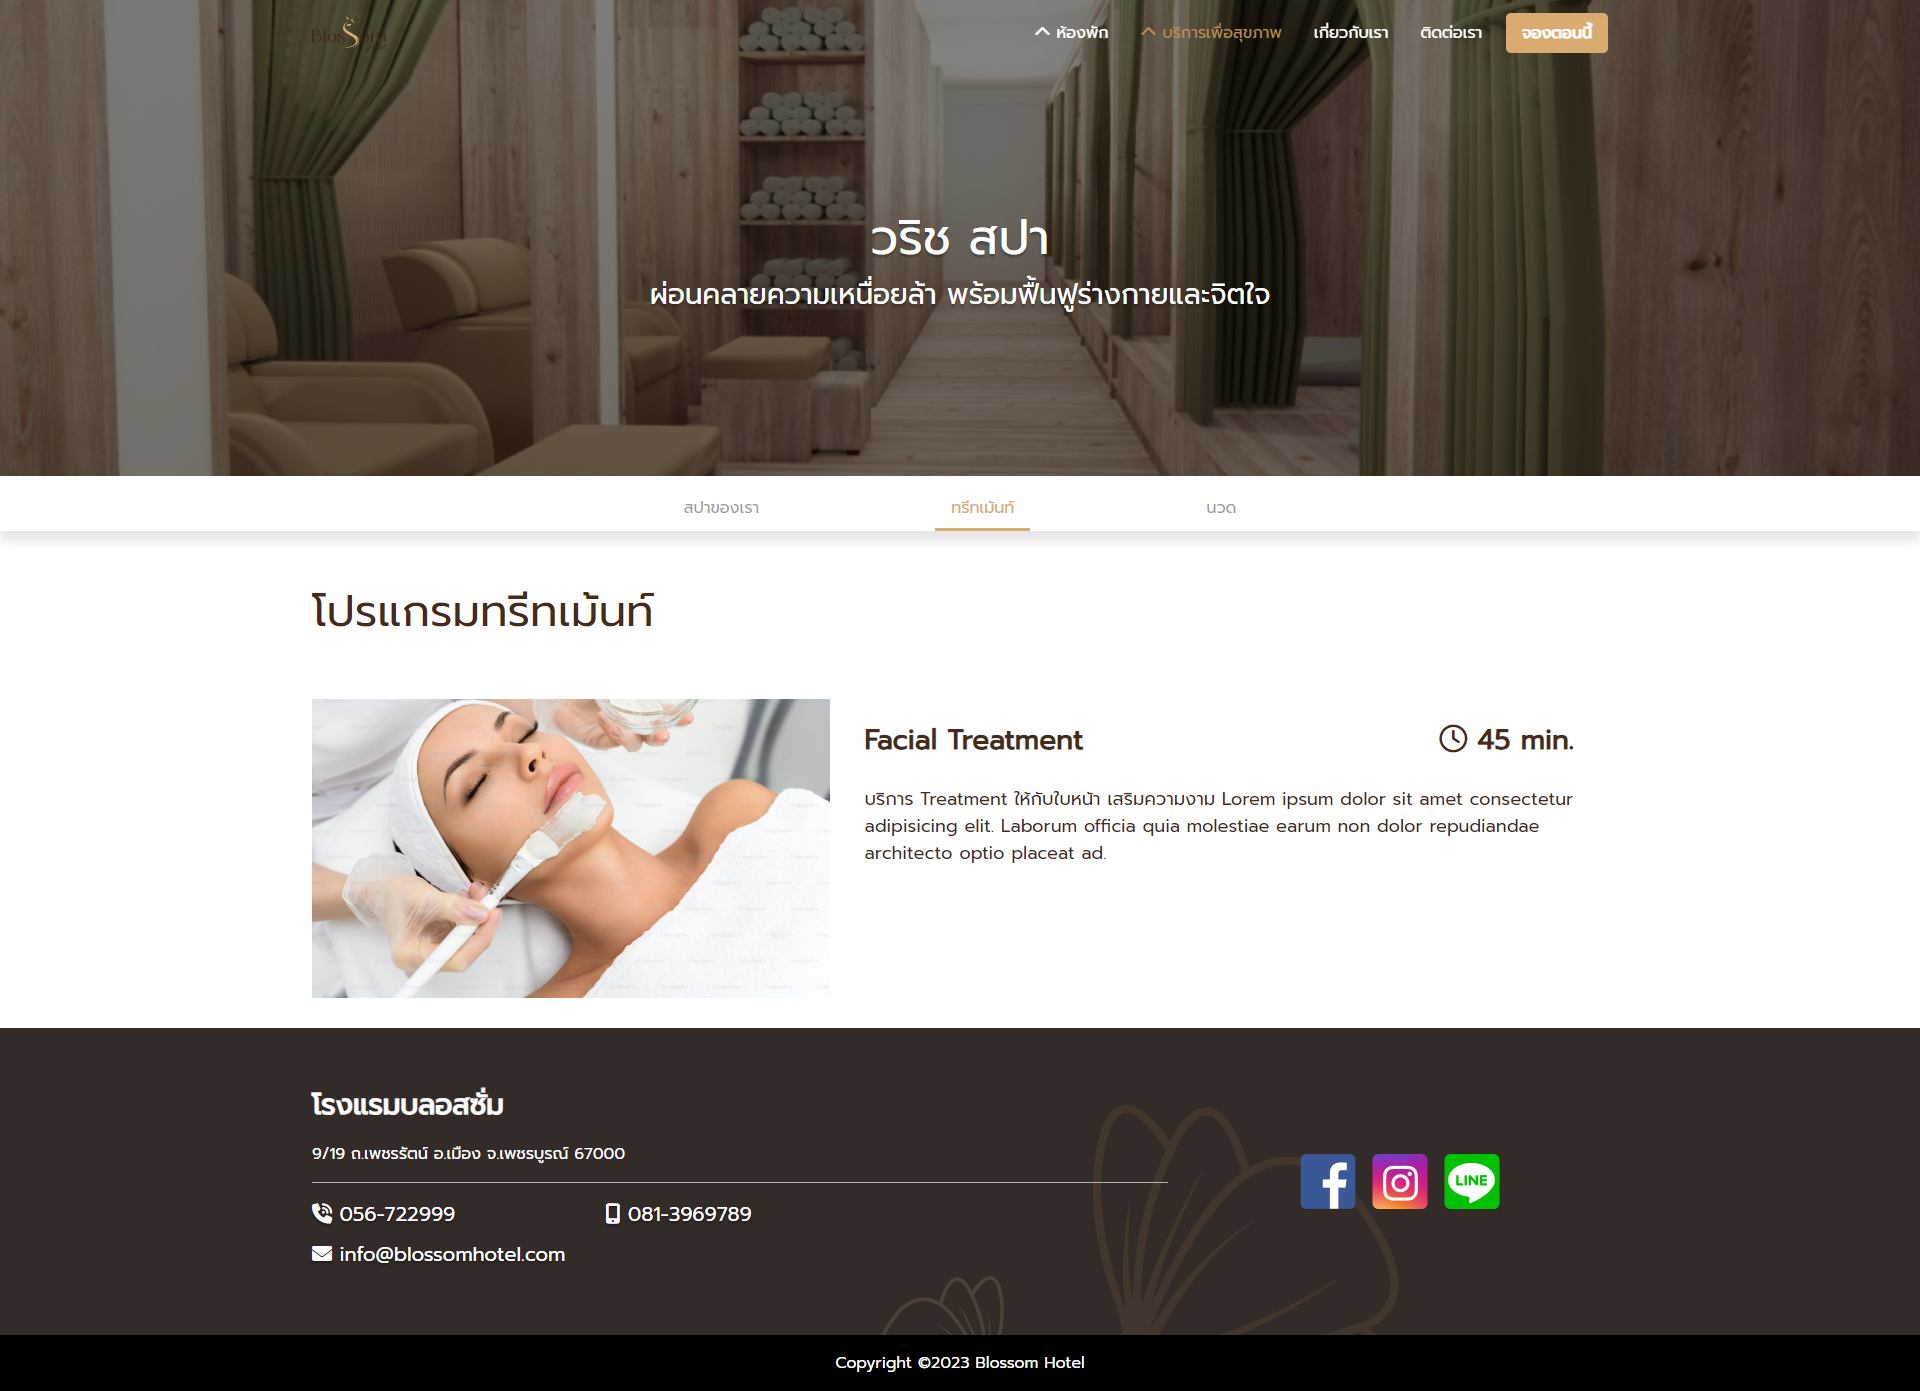 Blossom
ห้องพัก
บริการเพื่อสุขภาพ
เกี่ยวกับเรา
ติดต่อเรา
จองตอนนี้
วริช สปา
ผ่อนคลายความเหนื่อยล้า พร้อมฟื้นฟูร่างกายและจิตใจ
สปาของเรา
ทรีทเม้นท์
นวด
โปรแกรมทรีทเม้นท์
Facial Treatment
45 min.
บริการ Treatment ให้กับใบหน้า เสริมความงาม Lorem ipsum dolor sit amet consectetur
adipisicing elit. Laborum officia quia molestiae earum non dolor repudiandae
architecto optio placeat ad.
โรงแรมบลอสซั่ม
9/19 ถ.เพชรรัตน์ อ.เมือง จ.เพชรบูรณ์ 67000
056-722999
081-3969789
info@blossomhotel.com
LINE
Copyright ©2023 Blossom Hotel